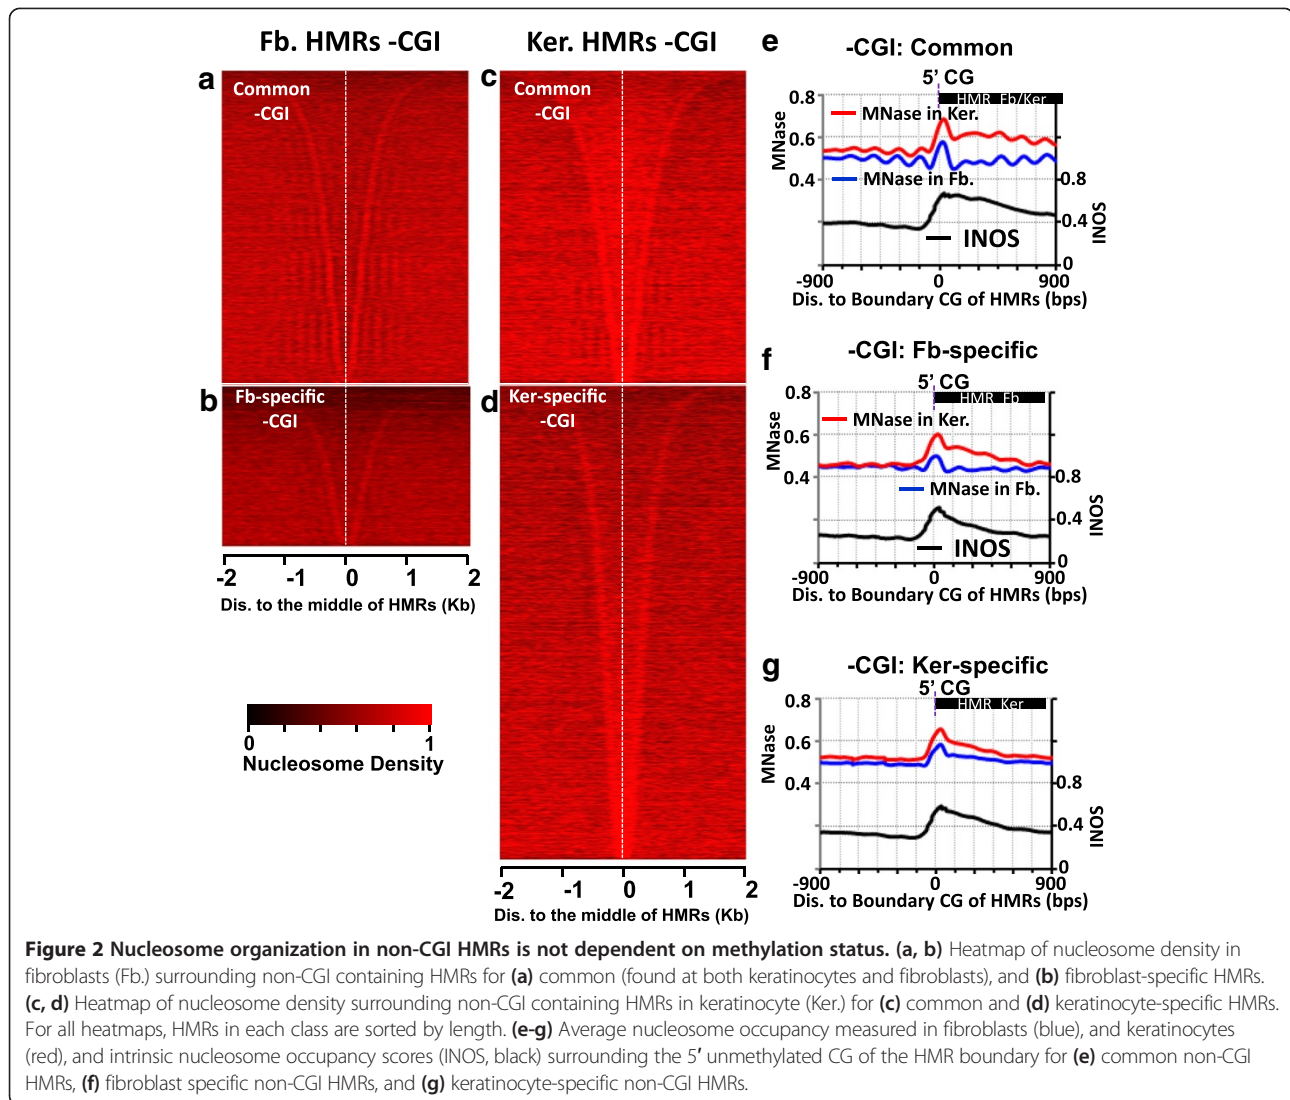 Fb. HMRs -CGI
Ker. HMRs -CGI
a
Common
-CGI
b
Fb-specific
-CGI
-2 -1 0 1 2
Dis. to the middle of HMRs (Kb)
0 1
Nucleosome Density
c
Common
-CGI
d
Ker-specific
-CGI
-2 -1 0 1 2
Dis. to the middle of HMRs (Kb)
e
-CGI: Common
5' CG
HMR Fb/Ker
0.8
0.6
0.4
MNase
MNase in Ker.
MNase in Fb.
0.8
0.4
0
INOS
INOS
-900 0 900
Dis. to Boundary CG of HMRs (bps)
f
-CGI: Fb-specific
5' CG
HMR Fb
0.8
0.6
0.4
MNase
MNase in Ker.
MNase in Fb.
0.8
0.4
0
INOS
INOS
-900 0 900
Dis. to Boundary CG of HMRs (bps)
g
-CGI: Ker-specific
5' CG
HMR Ker
0.8
0.6
0.4
MNase
0.8
0.4
0
INOS
-900 0 900
Dis. to Boundary CG of HMRs (bps)
Figure 2 Nucleosome organization in non-CGI HMRs is not dependent on methylation status. (a, b) Heatmap of nucleosome density in
fibroblasts (Fb.) surrounding non-CGI containing HMRs for (a) common (found at both keratinocytes and fibroblasts), and (b) fibroblast-specific HMRs.
(c, d) Heatmap of nucleosome density surrounding non-CGI containing HMRs in keratinocyte (Ker.) for (c) common and (d) keratinocyte-specific HMRs.
For all heatmaps, HMRs in each class are sorted by length. (e-g) Average nucleosome occupancy measured in fibroblasts (blue), and keratinocytes
(red), and intrinsic nucleosome occupancy scores (INOS, black) surrounding the 5′ unmethylated CG of the HMR boundary for (e) common non-CGI
HMRs, (f) fibroblast specific non-CGI HMRs, and (g) keratinocyte-specific non-CGI HMRs.